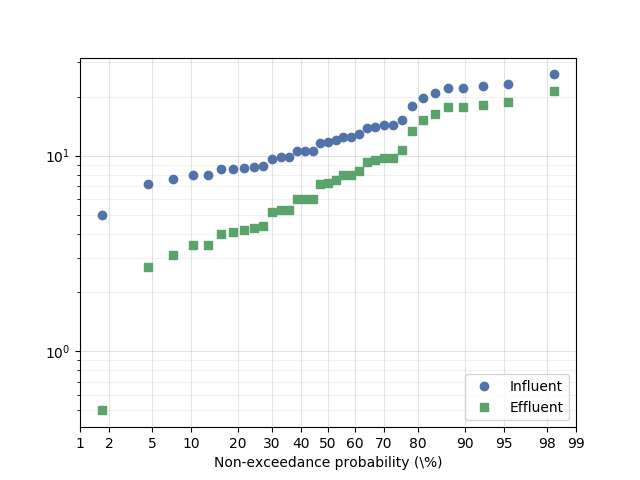 10¹
10⁰
Influent
Effluent
1 2 5 10 20 30 40 50 60 70 80 90 95 98 99
Non-exceedance probability (\%)